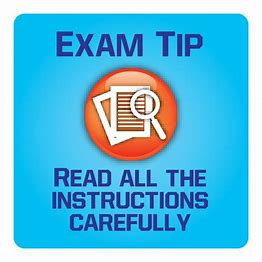 EXAM TIP
READ ALL THE
INSTRUCTIONS
CAREFULLY